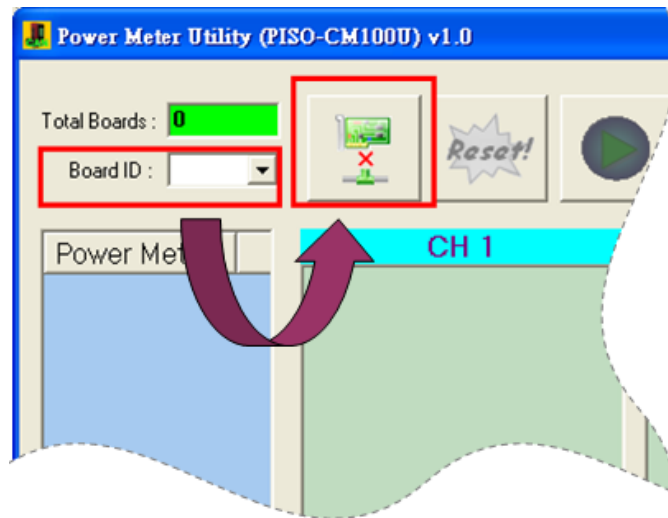 Power Meter Utility (PISO-CM100U) v1.0
Total Boards : 0
Board ID :
Reset!
Power Met
CH 1